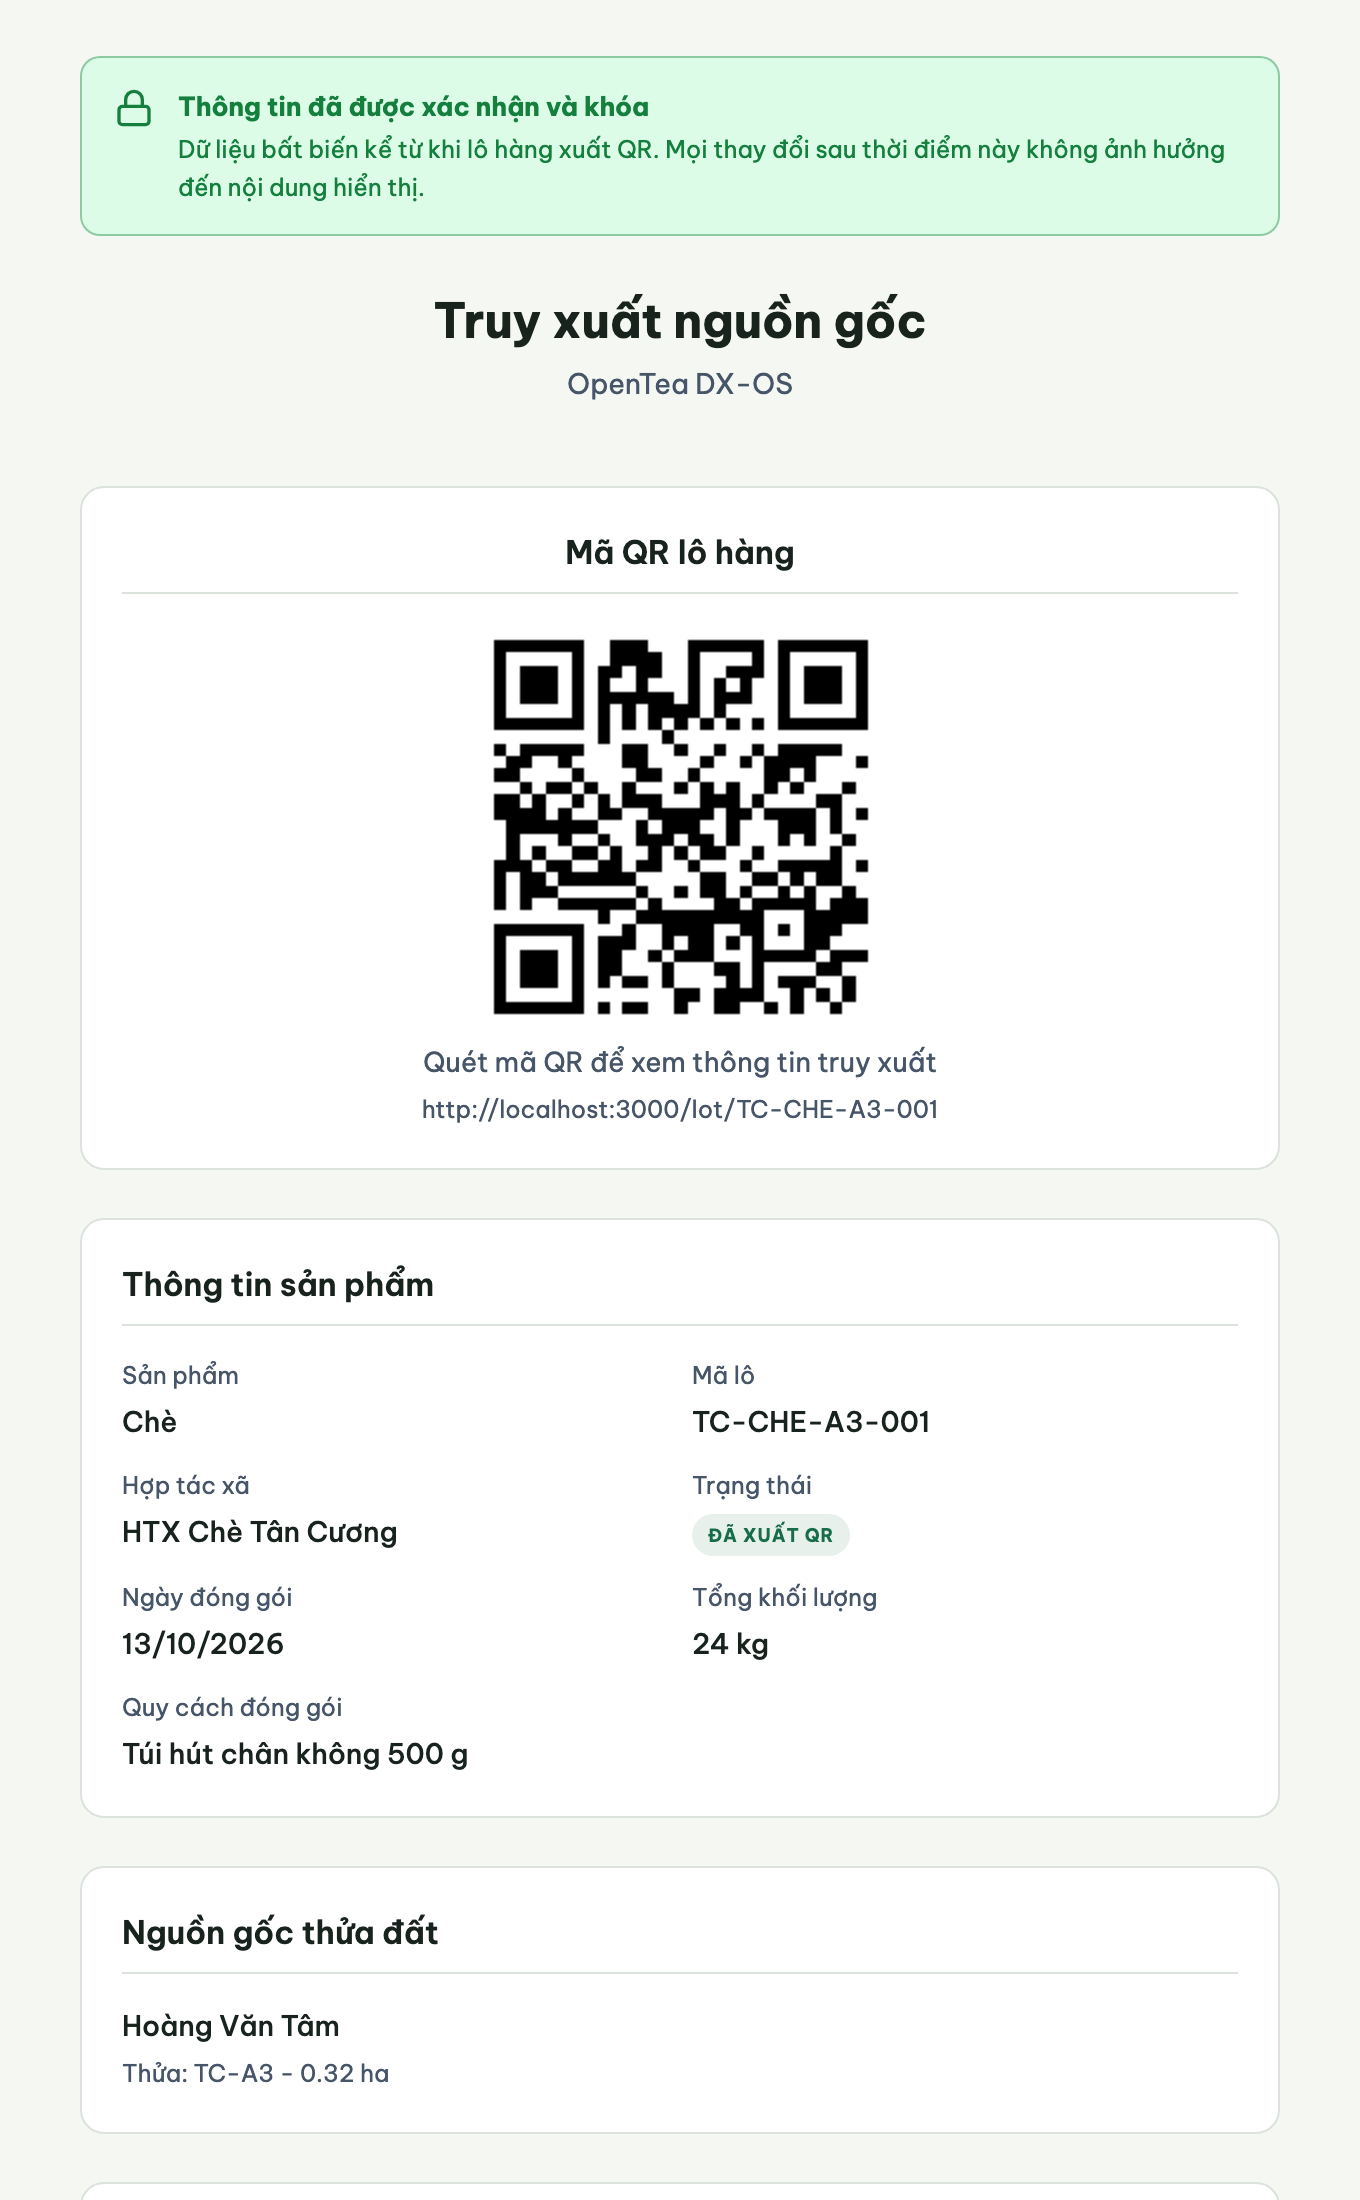 Thông tin đã được xác nhận và khóa
Dữ liệu bất biến kể từ khi lô hàng xuất QR. Mọi thay đổi sau thời điểm này không ảnh hưởng
đến nội dung hiển thị.
Truy xuất nguồn gốc
OpenTea DX-OS
Mã QR lô hàng
Quét mã QR để xem thông tin truy xuất
http://localhost:3000/lot/TC-CHE-A3-001
Thông tin sản phẩm
Sản phẩm
Chè
Mã lô
TC-CHE-A3-001
Hợp tác xã
HTX Chè Tân Cương
Trạng thái
ĐÃ XUẤT QR
Ngày đóng gói
13/10/2026
Tổng khối lượng
24 kg
Quy cách đóng gói
Túi hút chân không 500 g
Nguồn gốc thửa đất
Hoàng Văn Tâm
Thửa: TC-A3 - 0.32 ha